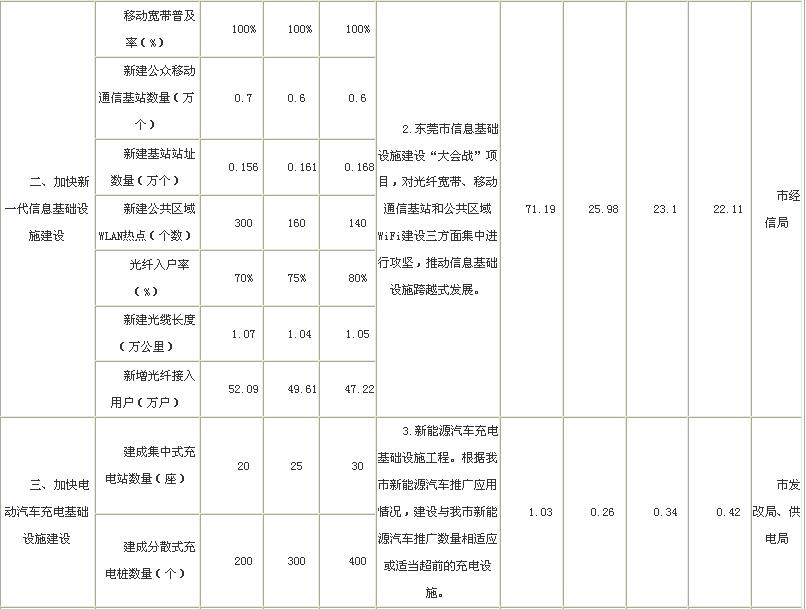 二、加快新
一代信息基础设
施建设
移动宽带普及
率（%）
100%
100%
100%
新建公众移动
通信基站数量（万
个）
0.7
0.6
0.6
新建基站站址
数量（万个）
0.156
0.161
0.168
新建公共区域
WLAN热点（个数）
300
160
140
光纤入户率
（%）
70%
75%
80%
新建光缆长度
（万公里）
1.07
1.04
1.05
新增光纤接入
用户（万户）
52.09
49.61
47.22
2.东莞市信息基础
设施建设“大会战”项
目，对光纤宽带、移动
通信基站和公共区域
WiFi建设三方面集中进
行攻坚，推动信息基础
设施跨越式发展。
71.19
25.98
23.1
22.11
市经
信局
三、加快电
动汽车充电基础
设施建设
建成集中式充
电站数量（座）
20
25
30
建成分散式充
电桩数量（个）
200
300
400
3.新能源汽车充电
基础设施工程。根据我
市新能源汽车推广应用
情况，建设与我市新能
源汽车推广数量相适应
或适当超前的充电设
施。
1.03
0.26
0.34
0.42
市发
改局、供
电局